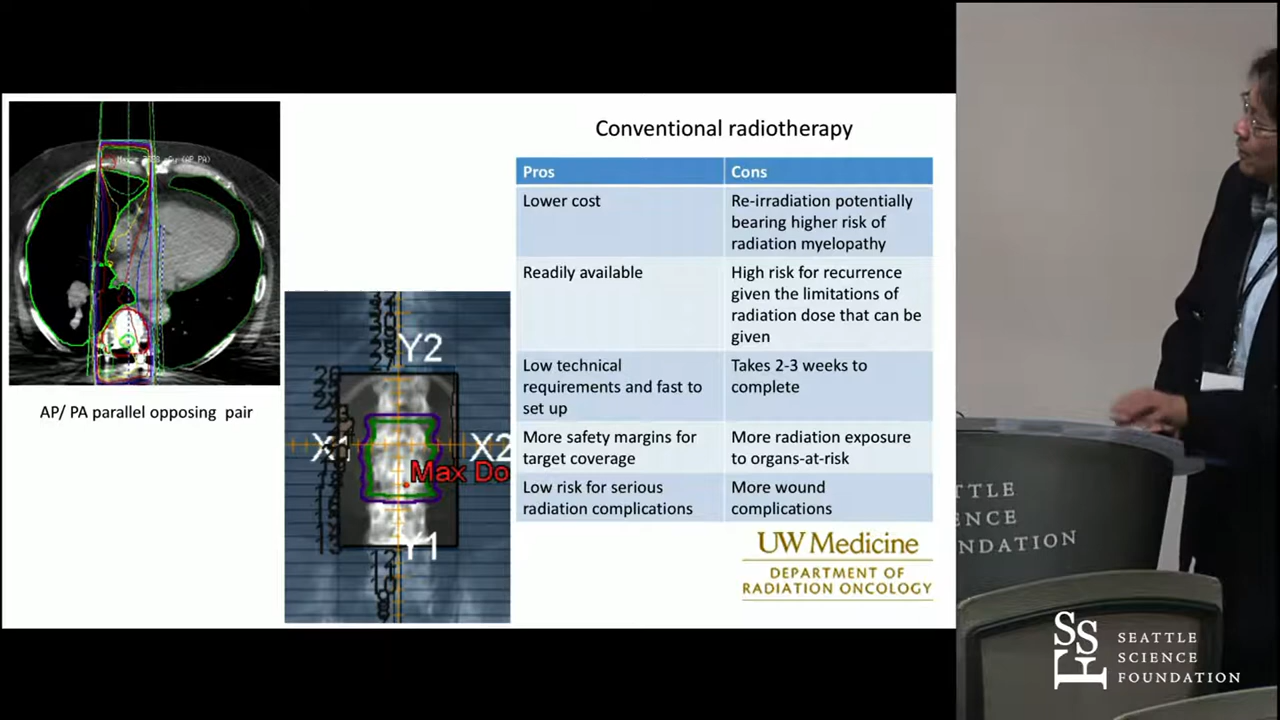 Conventional radiotherapy
Pros
Cons
Lower cost
Re-irradiation potentially
bearing higher risk of
radiation myelopathy
Readily available
High risk for recurrence
given the limitations of
radiation dose that can be
given
Low technical
requirements and fast to
set up
Takes 2-3 weeks to
complete
More safety margins for
target coverage
More radiation exposure
to organs-at-risk
Low risk for serious
radiation complications
More wound
complications
AP/ PA parallel opposing pair
Y2
X1
X2
Max Do
Y1
UW Medicine
DEPARTMENT OF
RADIATION ONCOLOGY
TTLE
ENCE
NDATION
SSF
SEATTLE
SCIENCE
FOUNDATION